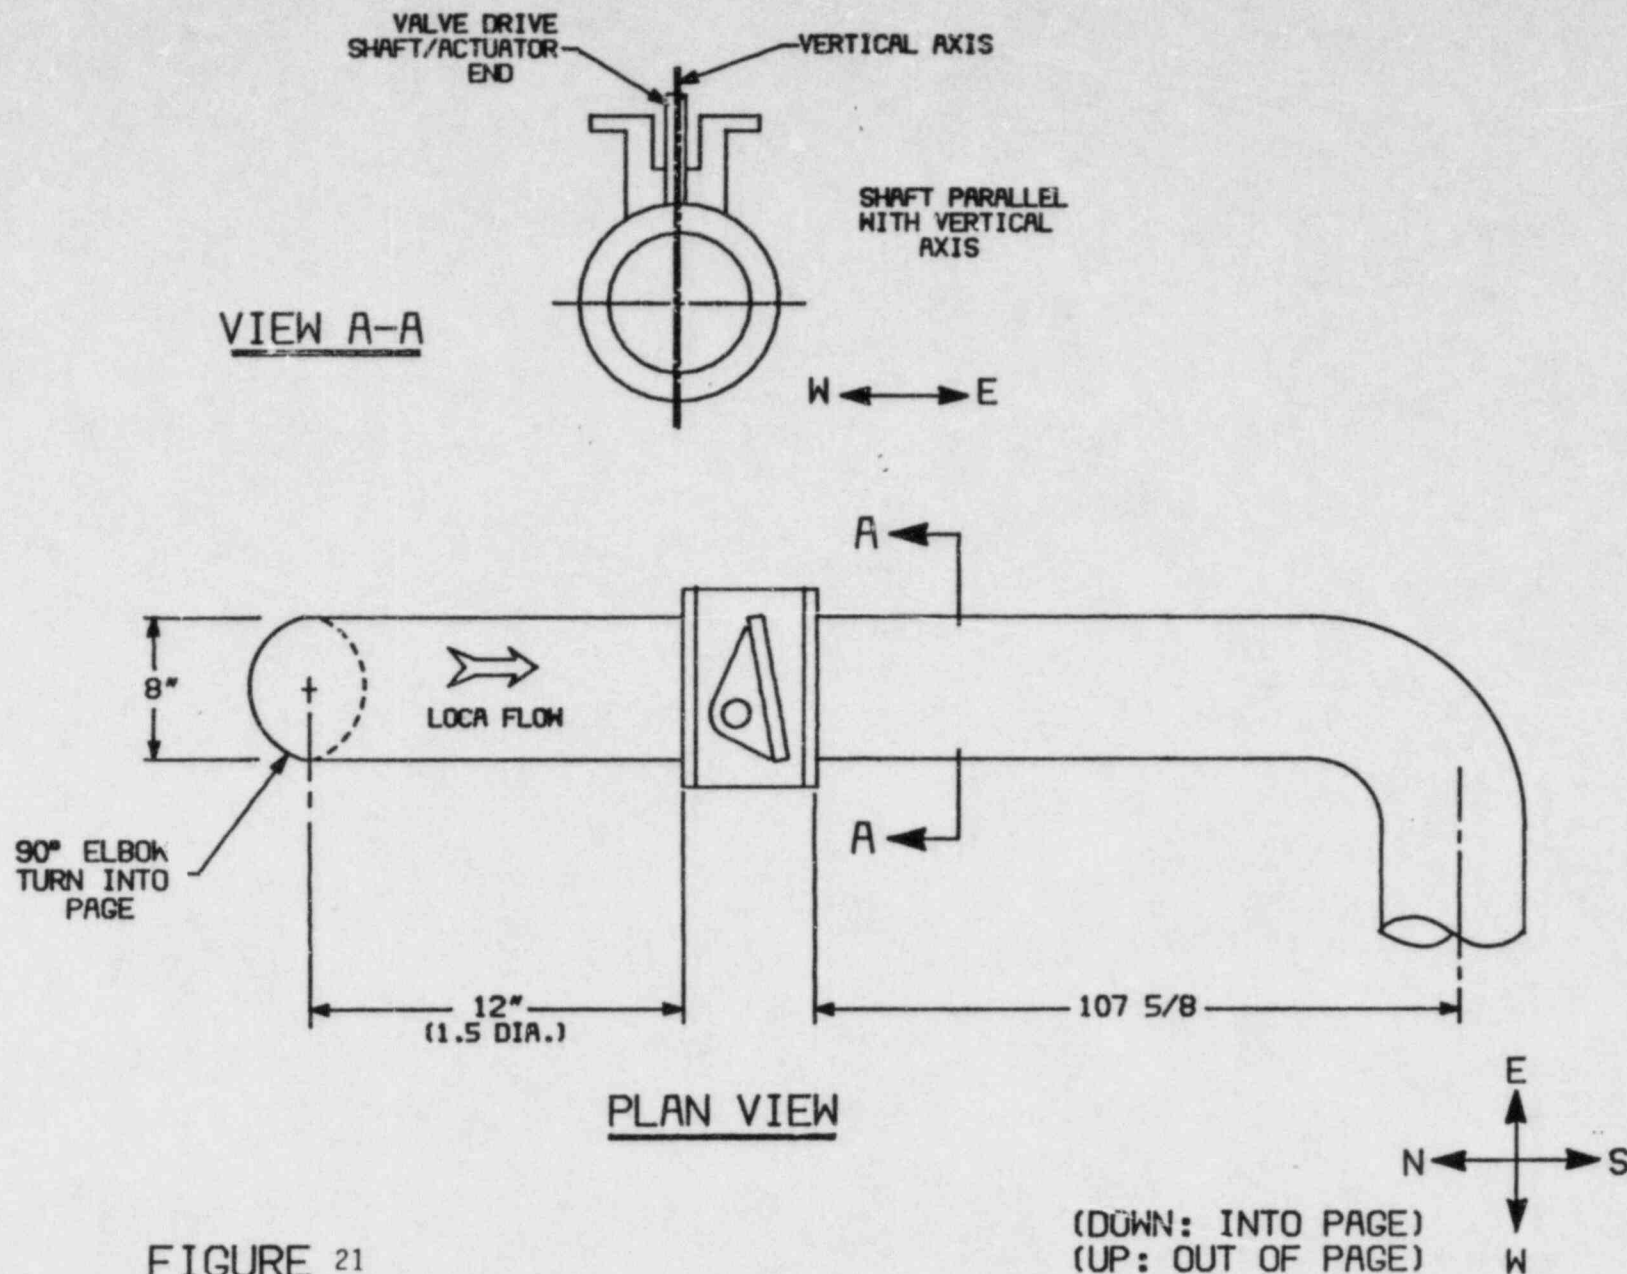 VALVE DRIVE
SHAFT/ACTUATOR
END
VERTICAL AXIS
SHAFT PARALLEL
WITH VERTICAL
AXIS
VIEW A-A
W E
A
8"
LOCA FLOW
A
90° ELBOW
TURN INTO
PAGE
12"
(1.5 DIA.)
107 5/8
PLAN VIEW
E
N S
W
(DOWN: INTO PAGE)
(UP: OUT OF PAGE)
FIGURE 21